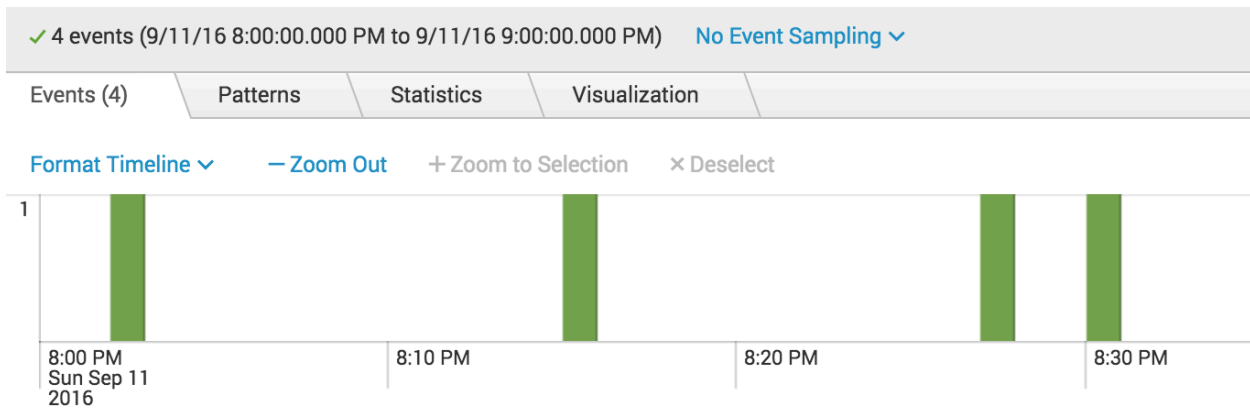 4 events (9/11/16 8:00:00.000 PM to 9/11/16 9:00:00.000 PM) No Event Sampling
Events (4) Patterns Statistics Visualization
Format Timeline — Zoom Out + Zoom to Selection × Deselect
1
8:00 PM 8:10 PM 8:20 PM 8:30 PM
Sun Sep 11
2016